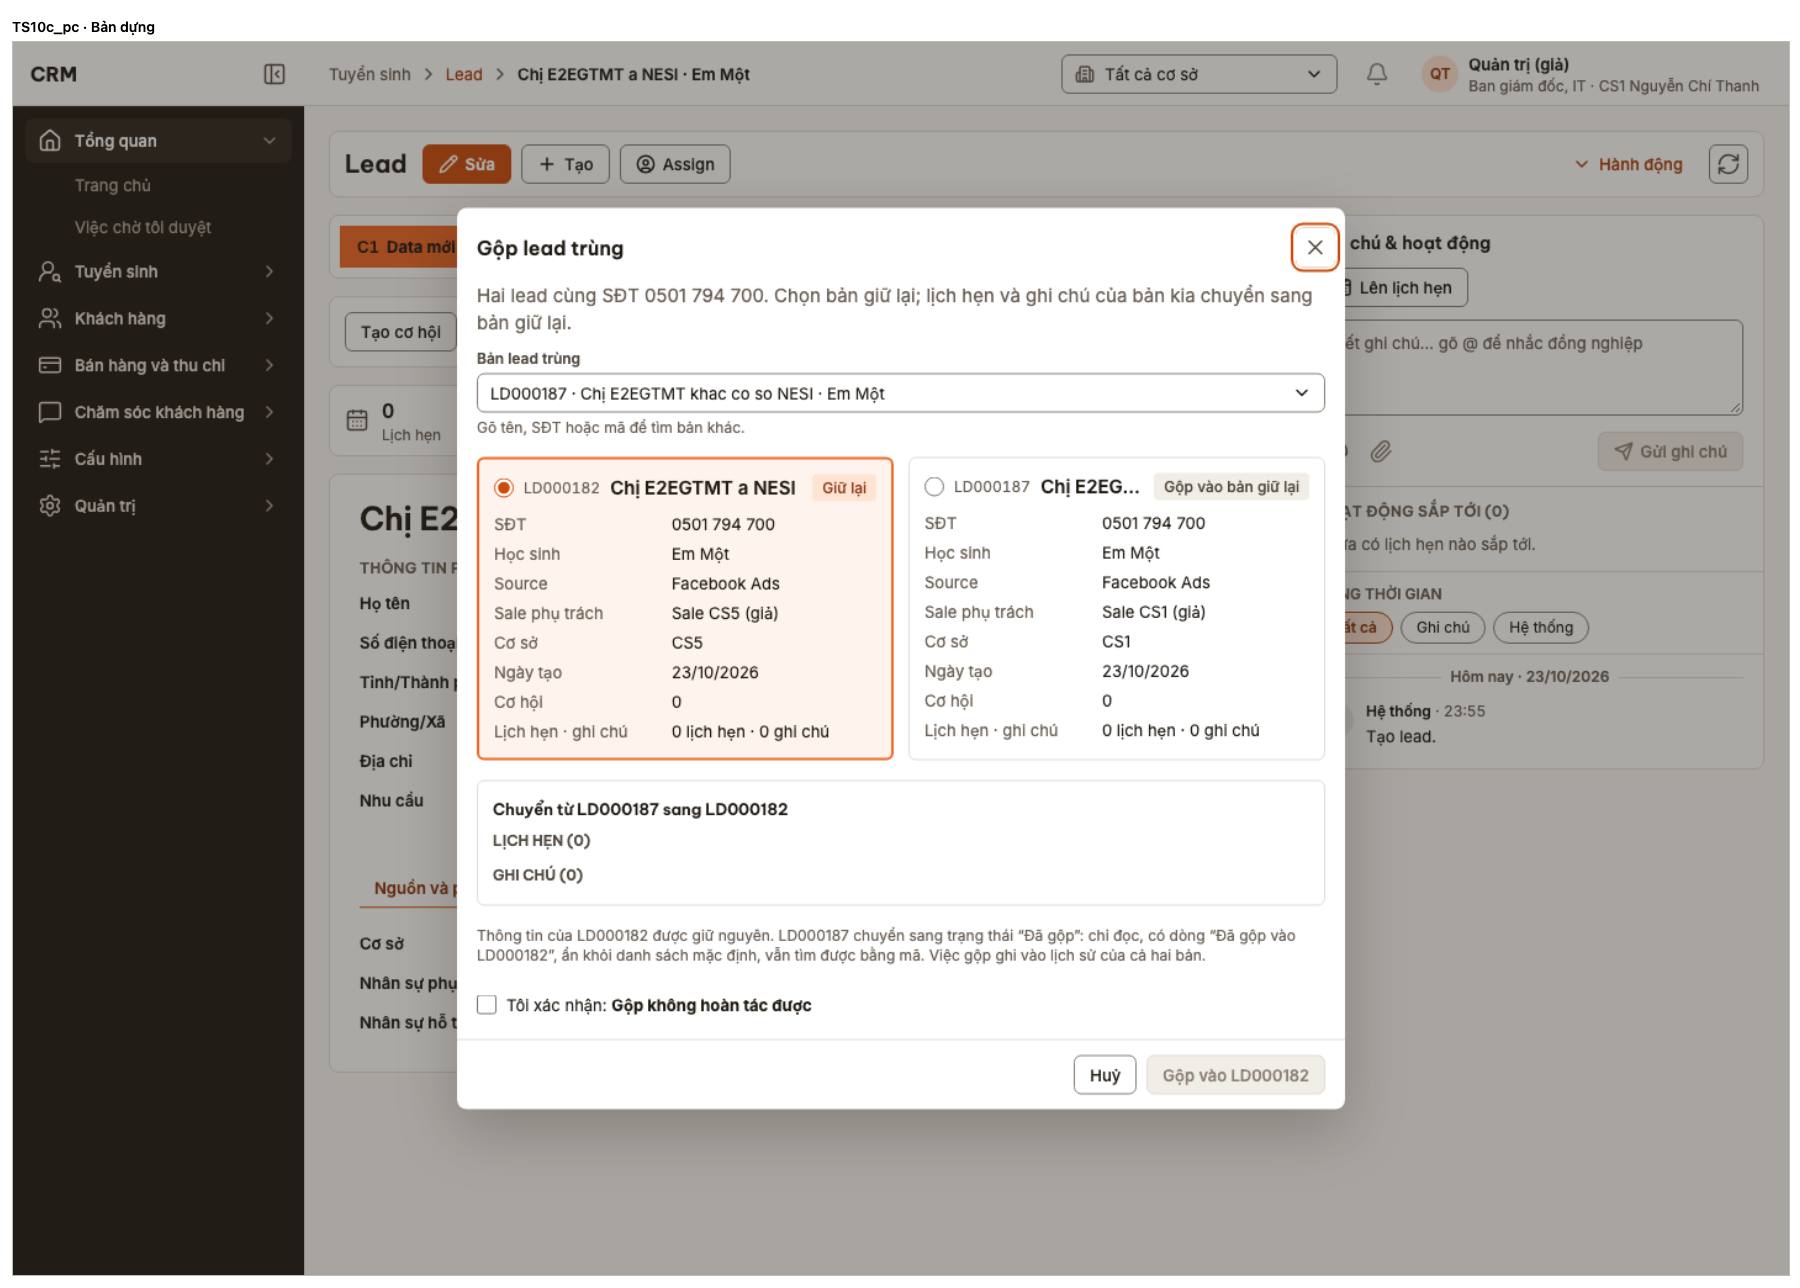 TS10c_pc · Bản dựng
CRM
Tuyển sinh > Lead > Chị E2EGTMT a NESI · Em Một
Tất cả cơ sở
QT
Quản trị (giả)
Ban giám đốc, IT · CS1 Nguyễn Chí Thanh
Tổng quan
Trang chủ
Việc chờ tôi duyệt
Tuyển sinh
Khách hàng
Bán hàng và thu chi
Chăm sóc khách hàng
Cấu hình
Quản trị
Lead
Sửa
Tạo
Assign
Hành động
C1 Data mới
Tạo cơ hội
0
Lịch hẹn
Chị E2
THÔNG TIN
Họ tên
Số điện thoại
Tỉnh/Thành
Phường/Xã
Địa chỉ
Nhu cầu
Nguồn và
Cơ sở
Nhân sự phụ
Nhân sự hỗ
Gộp lead trùng
Hai lead cùng SĐT 0501 794 700. Chọn bản giữ lại; lịch hẹn và ghi chú của bản kia chuyển sang
bản giữ lại.
Bản lead trùng
LD000187 · Chị E2EGTMT khac co so NESI · Em Một
Gõ tên, SĐT hoặc mã để tìm bản khác.
LD000182 Chị E2EGTMT a NESI Giữ lại
SĐT 0501 794 700
Học sinh Em Một
Source Facebook Ads
Sale phụ trách Sale CS5 (giả)
Cơ sở CS5
Ngày tạo 23/10/2026
Cơ hội 0
Lịch hẹn · ghi chú 0 lịch hẹn · 0 ghi chú
LD000187 Chị E2EG... Gộp vào bản giữ lại
SĐT 0501 794 700
Học sinh Em Một
Source Facebook Ads
Sale phụ trách Sale CS1 (giả)
Cơ sở CS1
Ngày tạo 23/10/2026
Cơ hội 0
Lịch hẹn · ghi chú 0 lịch hẹn · 0 ghi chú
Chuyển từ LD000187 sang LD000182
LỊCH HẸN (0)
GHI CHÚ (0)
Thông tin của LD000182 được giữ nguyên. LD000187 chuyển sang trạng thái “Đã gộp”: chỉ đọc, có dòng “Đã gộp vào
LD000182”, ẩn khỏi danh sách mặc định, vẫn tìm được bằng mã. Việc gộp ghi vào lịch sử của cả hai bản.
Tôi xác nhận: Gộp không hoàn tác được
Huỷ
Gộp vào LD000182
chú & hoạt động
Lên lịch hẹn
ghi chú... gõ @ để nhắc đồng nghiệp
Gửi ghi chú
ĐỘNG SẮP TỚI (0)
có lịch hẹn nào sắp tới.
THỜI GIAN
cả
Ghi chú
Hệ thống
Hôm nay · 23/10/2026
Hệ thống · 23:55
Tạo lead.